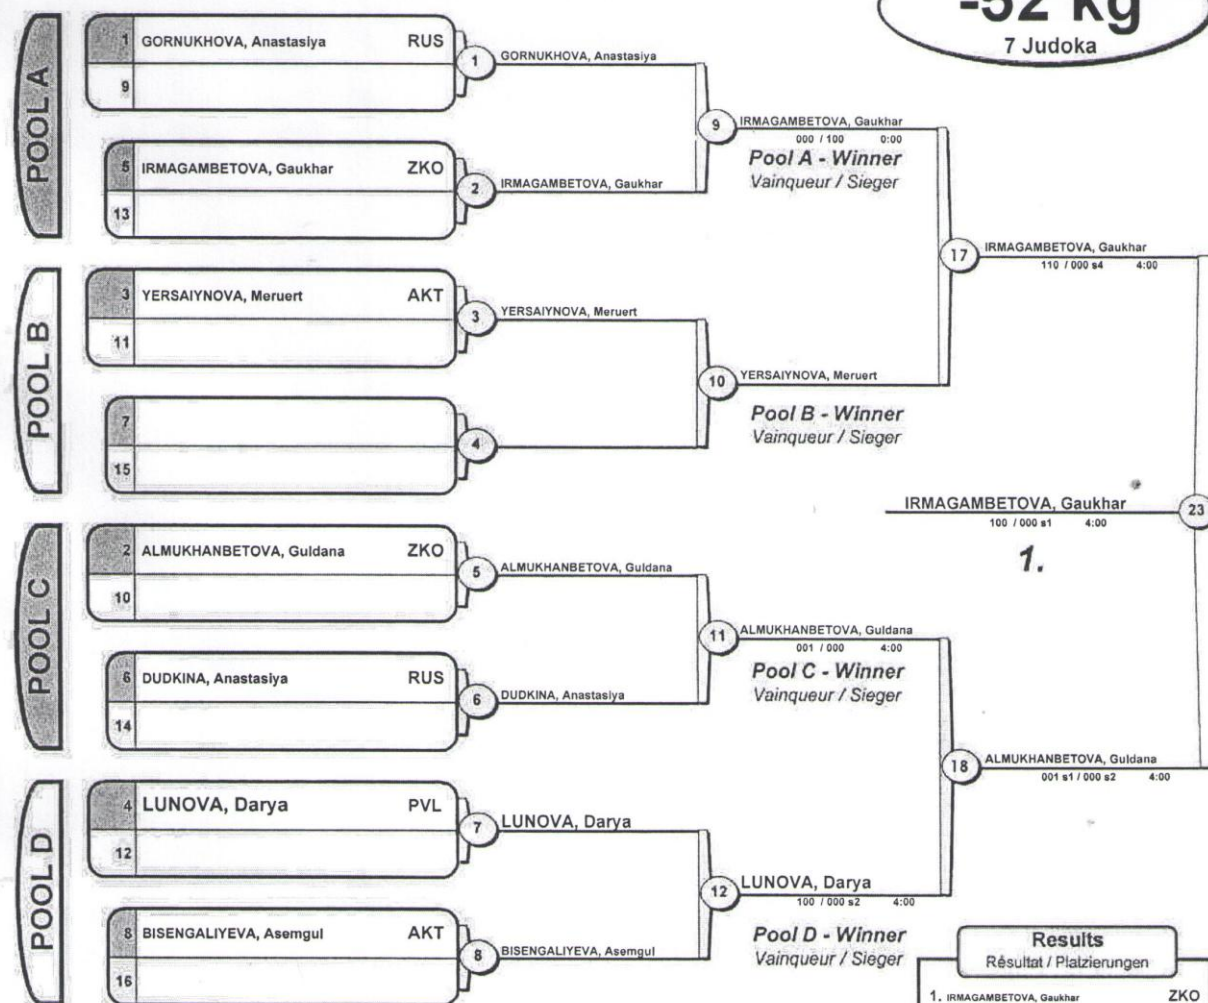 -52 kg
7 Judoka
POOL A
1 GORNUKHOVA, Anastasiya RUS
9
5 IRMAGAMBETOVA, Gaukhar ZKO
13
1 GORNUKHOVA, Anastasiya
2 IRMAGAMBETOVA, Gaukhar
9 IRMAGAMBETOVA, Gaukhar
000 / 100 0:00
Pool A - Winner
Vainqueur / Sieger
POOL B
3 YERSAIYNOVA, Meruert AKT
11
7
15
3 YERSAIYNOVA, Meruert
4
10 YERSAIYNOVA, Meruert
Pool B - Winner
Vainqueur / Sieger
17 IRMAGAMBETOVA, Gaukhar
110 / 000 s4 4:00
IRMAGAMBETOVA, Gaukhar 23
100 / 000 s1 4:00
1.
POOL C
2 ALMUKHANBETOVA, Guldana ZKO
10
6 DUDKINA, Anastasiya RUS
14
5 ALMUKHANBETOVA, Guldana
6 DUDKINA, Anastasiya
11 ALMUKHANBETOVA, Guldana
001 / 000 4:00
Pool C - Winner
Vainqueur / Sieger
18 ALMUKHANBETOVA, Guldana
001 s1 / 000 s2 4:00
POOL D
4 LUNOVA, Darya PVL
12
8 BISENGALIYEVA, Asemgul AKT
16
7 LUNOVA, Darya
8 BISENGALIYEVA, Asemgul
12 LUNOVA, Darya
100 / 000 s2 4:00
Pool D - Winner
Vainqueur / Sieger
Results
Résultat / Platzierungen
1. IRMAGAMBETOVA, Gaukhar ZKO